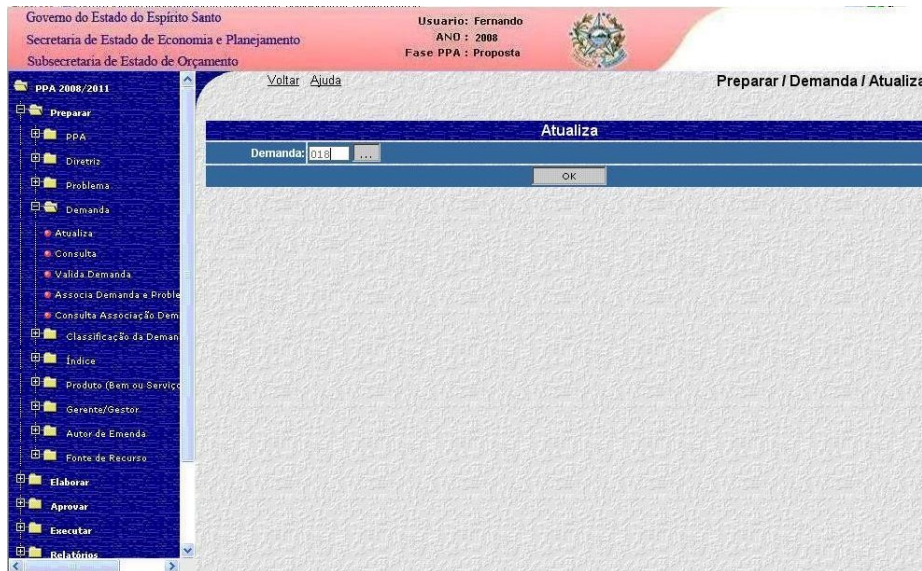 Governo do Estado do Espírito Santo
Secretaria de Estado de Economia e Planejamento
Subsecretaria de Estado de Orçamento
Usuario: Fernando
ANO : 2008
Fase PPA : Proposta
PPA 2008/2011
Preparar
PPA
Diretriz
Problema
Demanda
Atualiza
Consulta
Valida Demanda
Associa Demanda e Proble
Consulta Associação Dem
Classificação da Deman
Índice
Produto (Bem ou Serviço
Gerente/Gestor
Autor de Emenda
Fonte de Recurso
Elaborar
Aprovar
Executar
Relatórios
Voltar Ajuda
Preparar / Demanda / Atualiza
Atualiza
Demanda: 018 ...
OK